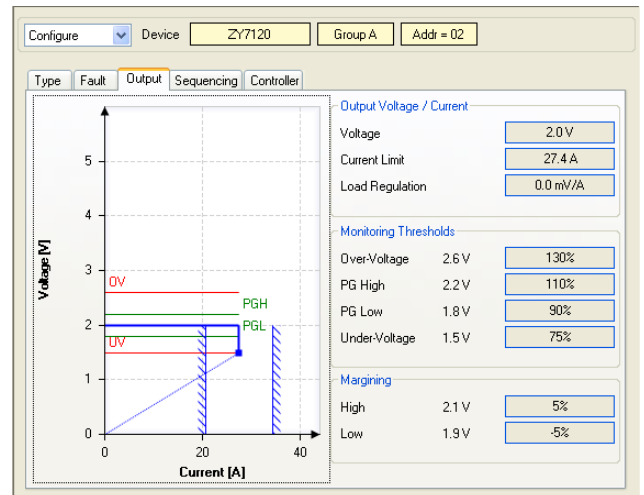 Configure Device ZY7120 Group A Addr = 02
Type Fault Output Sequencing Controller
Voltage [V]
5
4
3
2
1
0
OV
PGH
PGL
UV
0 20 40
Current [A]
Output Voltage / Current
Voltage 2.0 V
Current Limit 27.4 A
Load Regulation 0.0 mV/A
Monitoring Thresholds
Over-Voltage 2.6 V 130%
PG High 2.2 V 110%
PG Low 1.8 V 90%
Under-Voltage 1.5 V 75%
Margining
High 2.1 V 5%
Low 1.9 V -5%